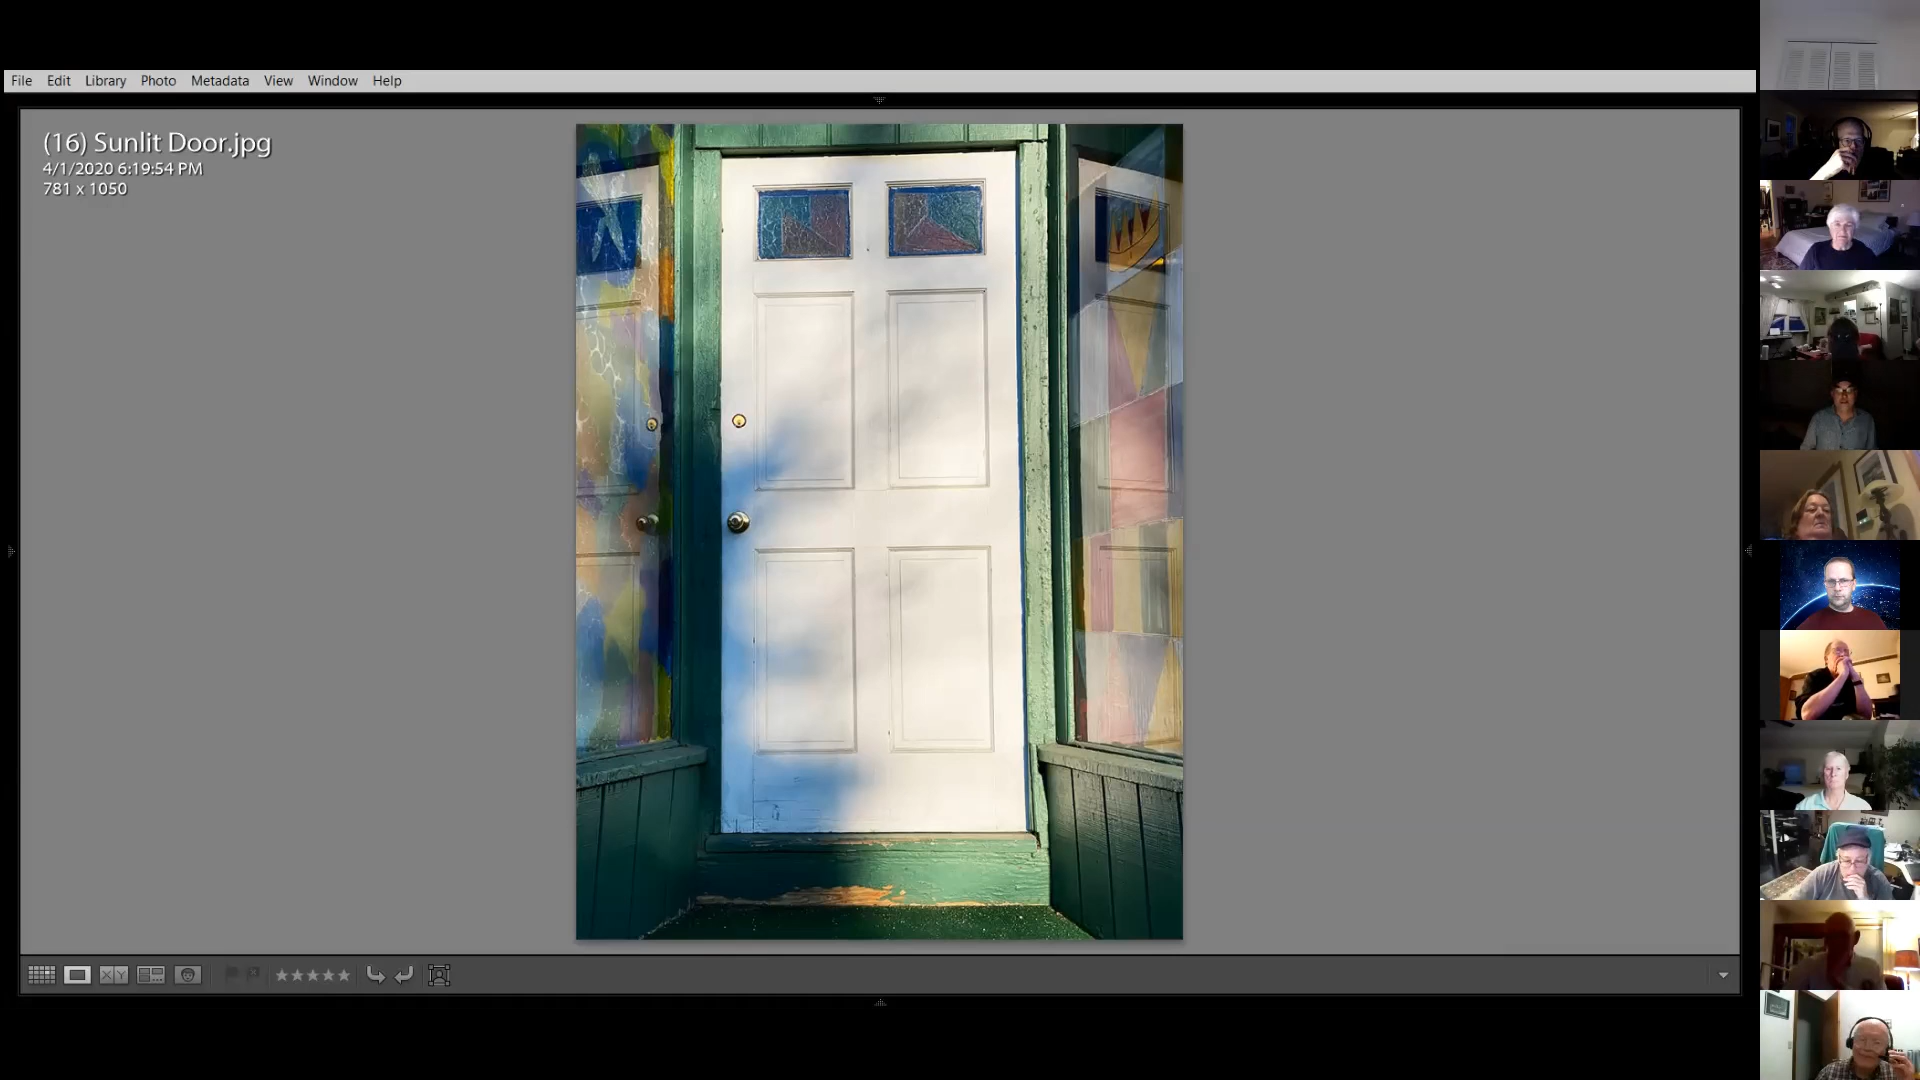 File Edit Library Photo Metadata View Window Help
(16) Sunlit Door.jpg
4/1/2020 6:19:54 PM
781 x 1050
X Y